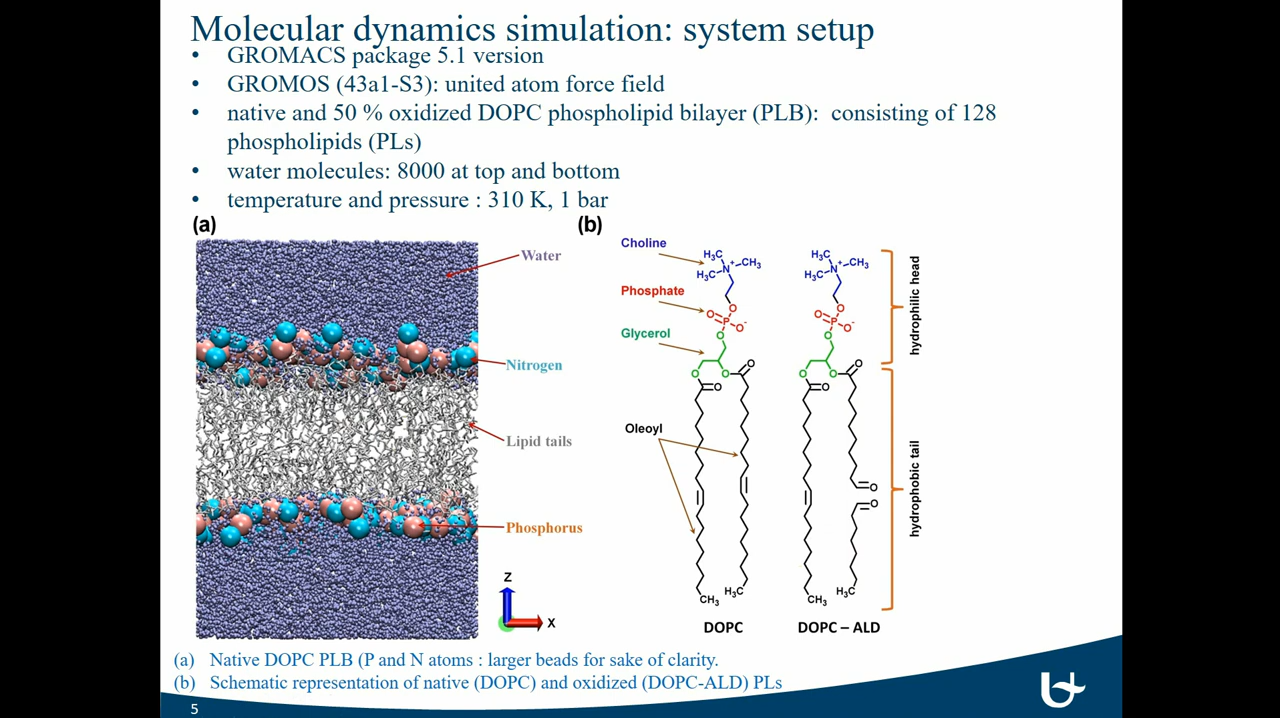 Molecular dynamics simulation: system setup
• GROMACS package 5.1 version
• GROMOS (43a1-S3): united atom force field
• native and 50 % oxidized DOPC phospholipid bilayer (PLB): consisting of 128
phospholipids (PLs)
• water molecules: 8000 at top and bottom
• temperature and pressure : 310 K, 1 bar
(a)
Water
Nitrogen
Lipid tails
Phosphorus
Z
X
(b)
Choline
Phosphate
Glycerol
Oleoyl
H₃C
N⁺
CH₃
H₃C
O
O
P
O⁻
O
O
O
O
O
H₃C
CH₃
DOPC
H₃C
N⁺
CH₃
H₃C
O
O
P
O⁻
O
O
O
O
O
O
O
H₃C
CH₃
DOPC – ALD
hydrophilic head
hydrophobic tail
(a) Native DOPC PLB (P and N atoms : larger beads for sake of clarity.
(b) Schematic representation of native (DOPC) and oxidized (DOPC-ALD) PLs
5